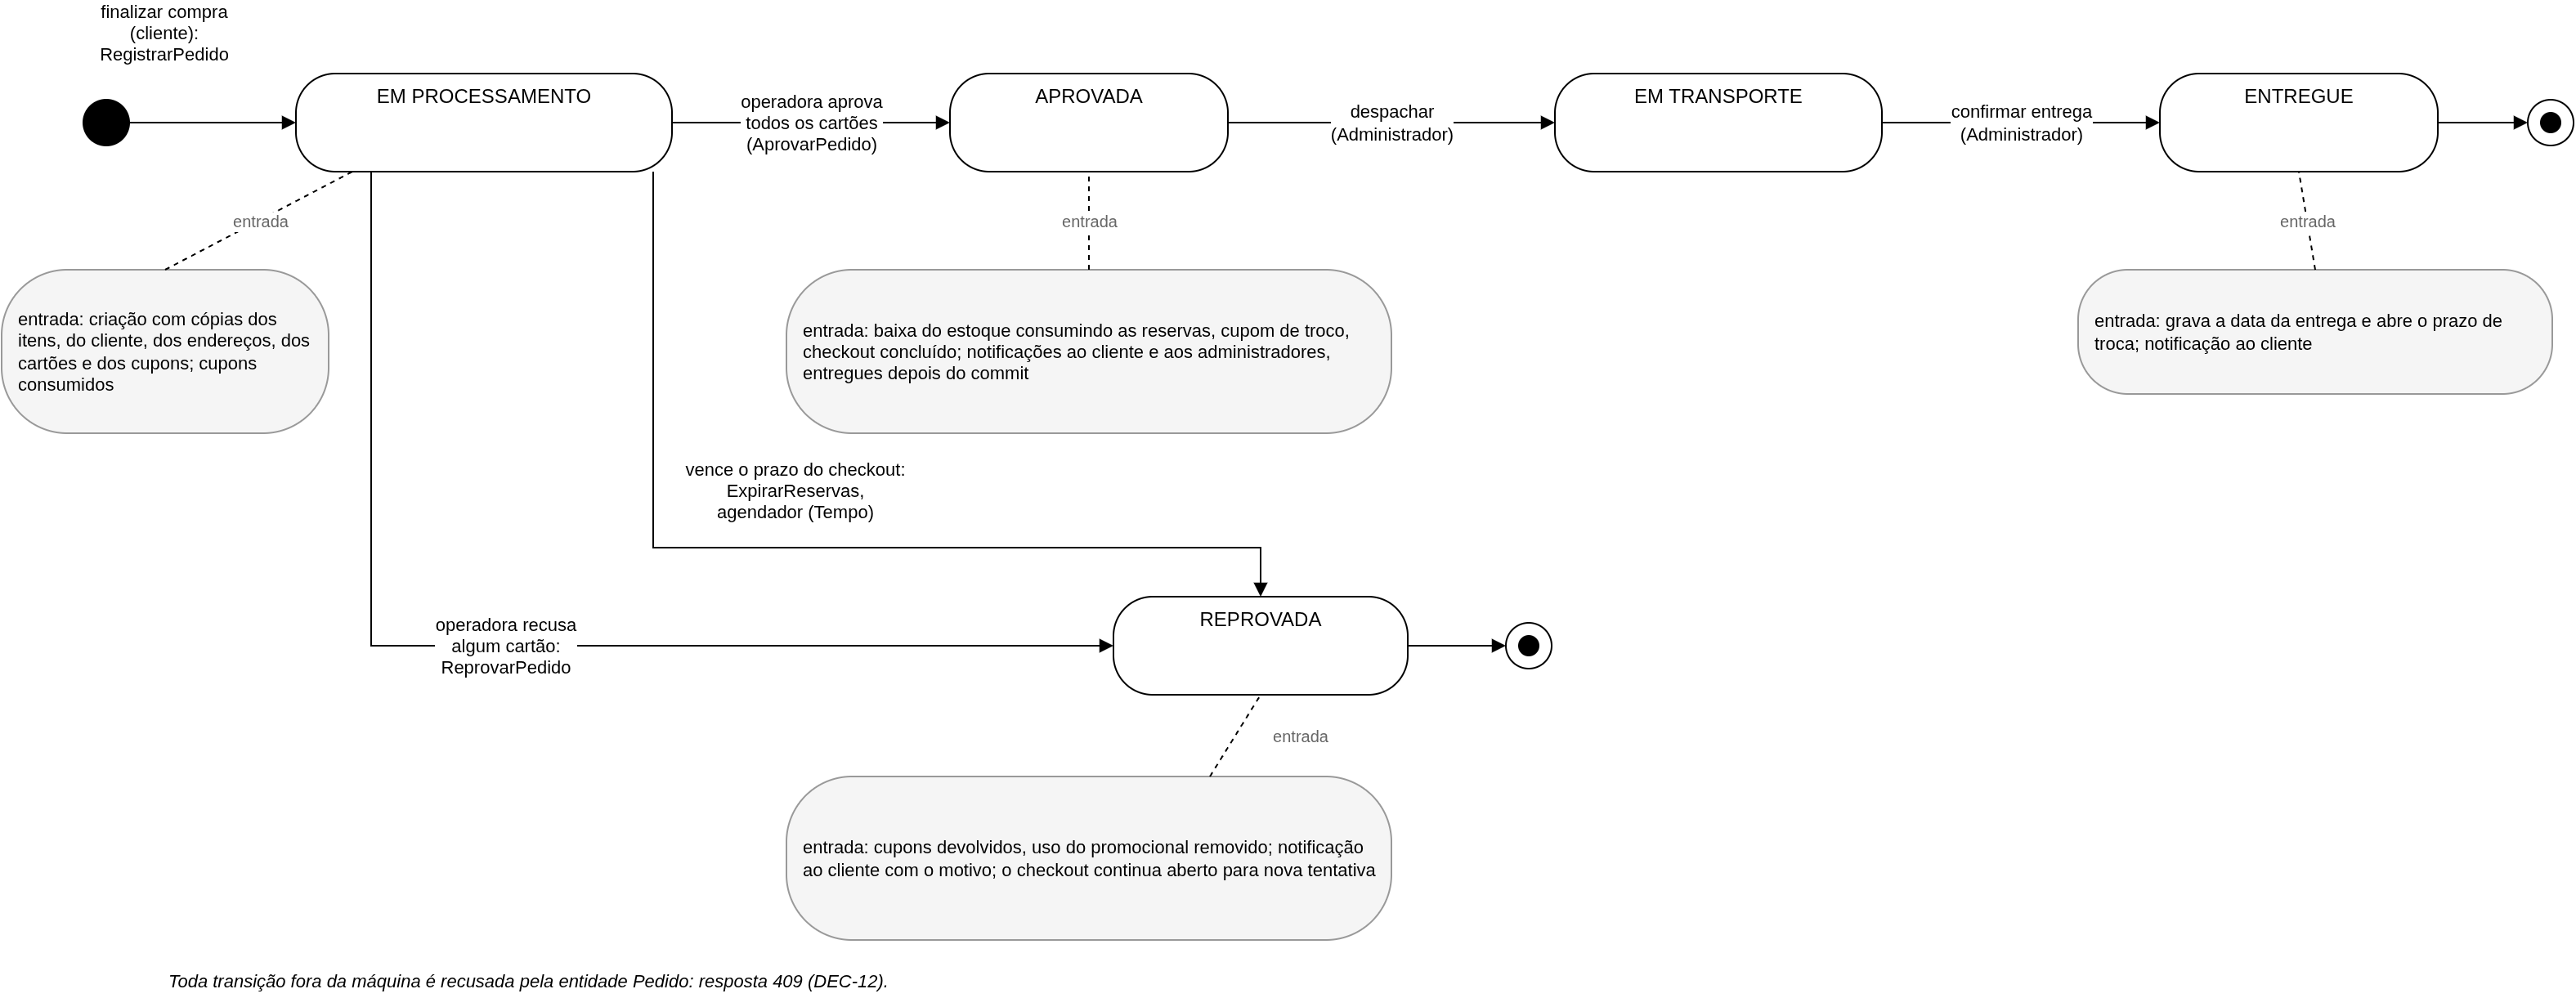 finalizar compra
(cliente):
RegistrarPedido
EM PROCESSAMENTO
operadora aprova
todos os cartões
(AprovarPedido)
APROVADA
despachar
(Administrador)
EM TRANSPORTE
confirmar entrega
(Administrador)
ENTREGUE
entrada
entrada
entrada
entrada: criação com cópias dos
itens, do cliente, dos endereços, dos
cartões e dos cupons; cupons
consumidos
entrada: baixa do estoque consumindo as reservas, cupom de troco,
checkout concluído; notificações ao cliente e aos administradores,
entregues depois do commit
entrada: grava a data da entrega e abre o prazo de
troca; notificação ao cliente
vence o prazo do checkout:
ExpirarReservas,
agendador (Tempo)
operadora recusa
algum cartão:
ReprovarPedido
REPROVADA
entrada
entrada: cupons devolvidos, uso do promocional removido; notificação
ao cliente com o motivo; o checkout continua aberto para nova tentativa
Toda transição fora da máquina é recusada pela entidade Pedido: resposta 409 (DEC-12).